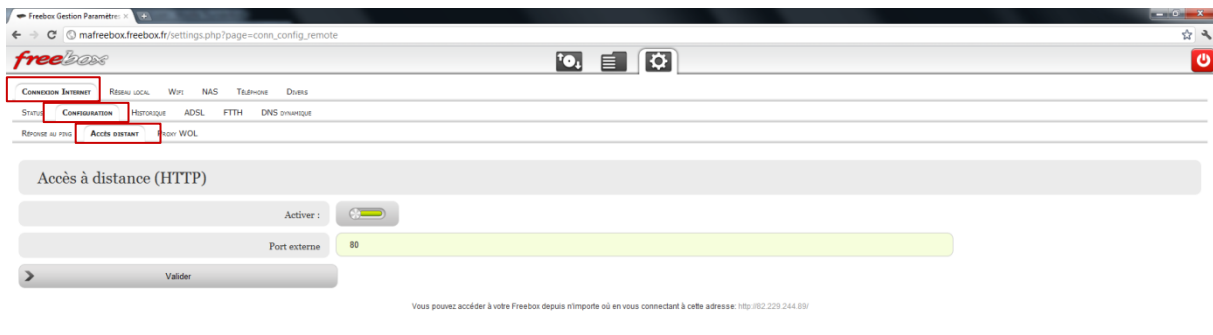 Freebox Gestion Paramètre: ×
mafreebox.freebox.fr/settings.php?page=conn_config_remote
freebox
Connexion Internet Réseau local Wifi NAS Téléphone Divers
Status Configuration Historique ADSL FTTH DNS dynamique
Réponse au ping Accès distant Proxy WOL
Accès à distance (HTTP)
Activer :
Port externe 80
Valider
Vous pouvez accéder à votre Freebox depuis n'importe où en vous connectant à cette adresse: http://82.229.244.89/